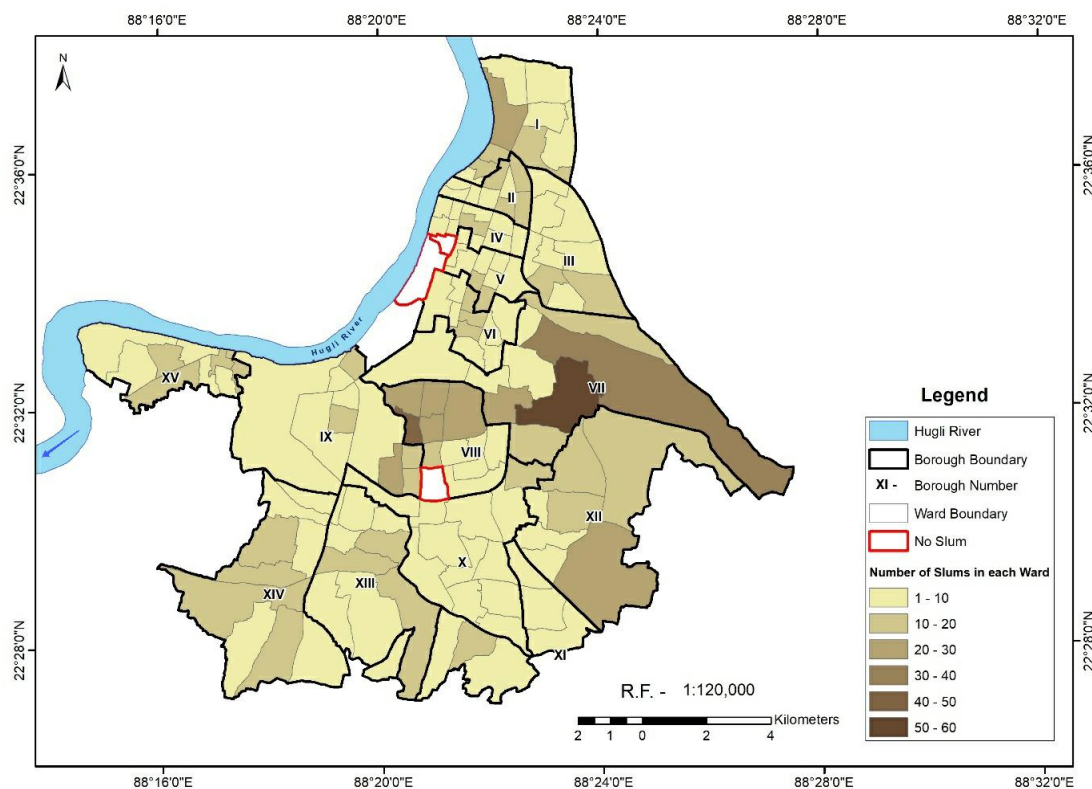 88°16'0"E 88°20'0"E 88°24'0"E 88°28'0"E 88°32'0"E
N
22°36'0"N 22°36'0"N
22°32'0"N 22°32'0"N
22°28'0"N 22°28'0"N
I
II
III
IV
V
VI
Hugli River
VII
XV
IX
VIII
XII
X
XIII
XIV
XI
Legend
Hugli River
Borough Boundary
XI - Borough Number
Ward Boundary
No Slum
Number of Slums in each Ward
1 - 10
10 - 20
20 - 30
30 - 40
40 - 50
50 - 60
R.F. - 1:120,000
Kilometers
2 1 0 2 4
88°16'0"E 88°20'0"E 88°24'0"E 88°28'0"E 88°32'0"E